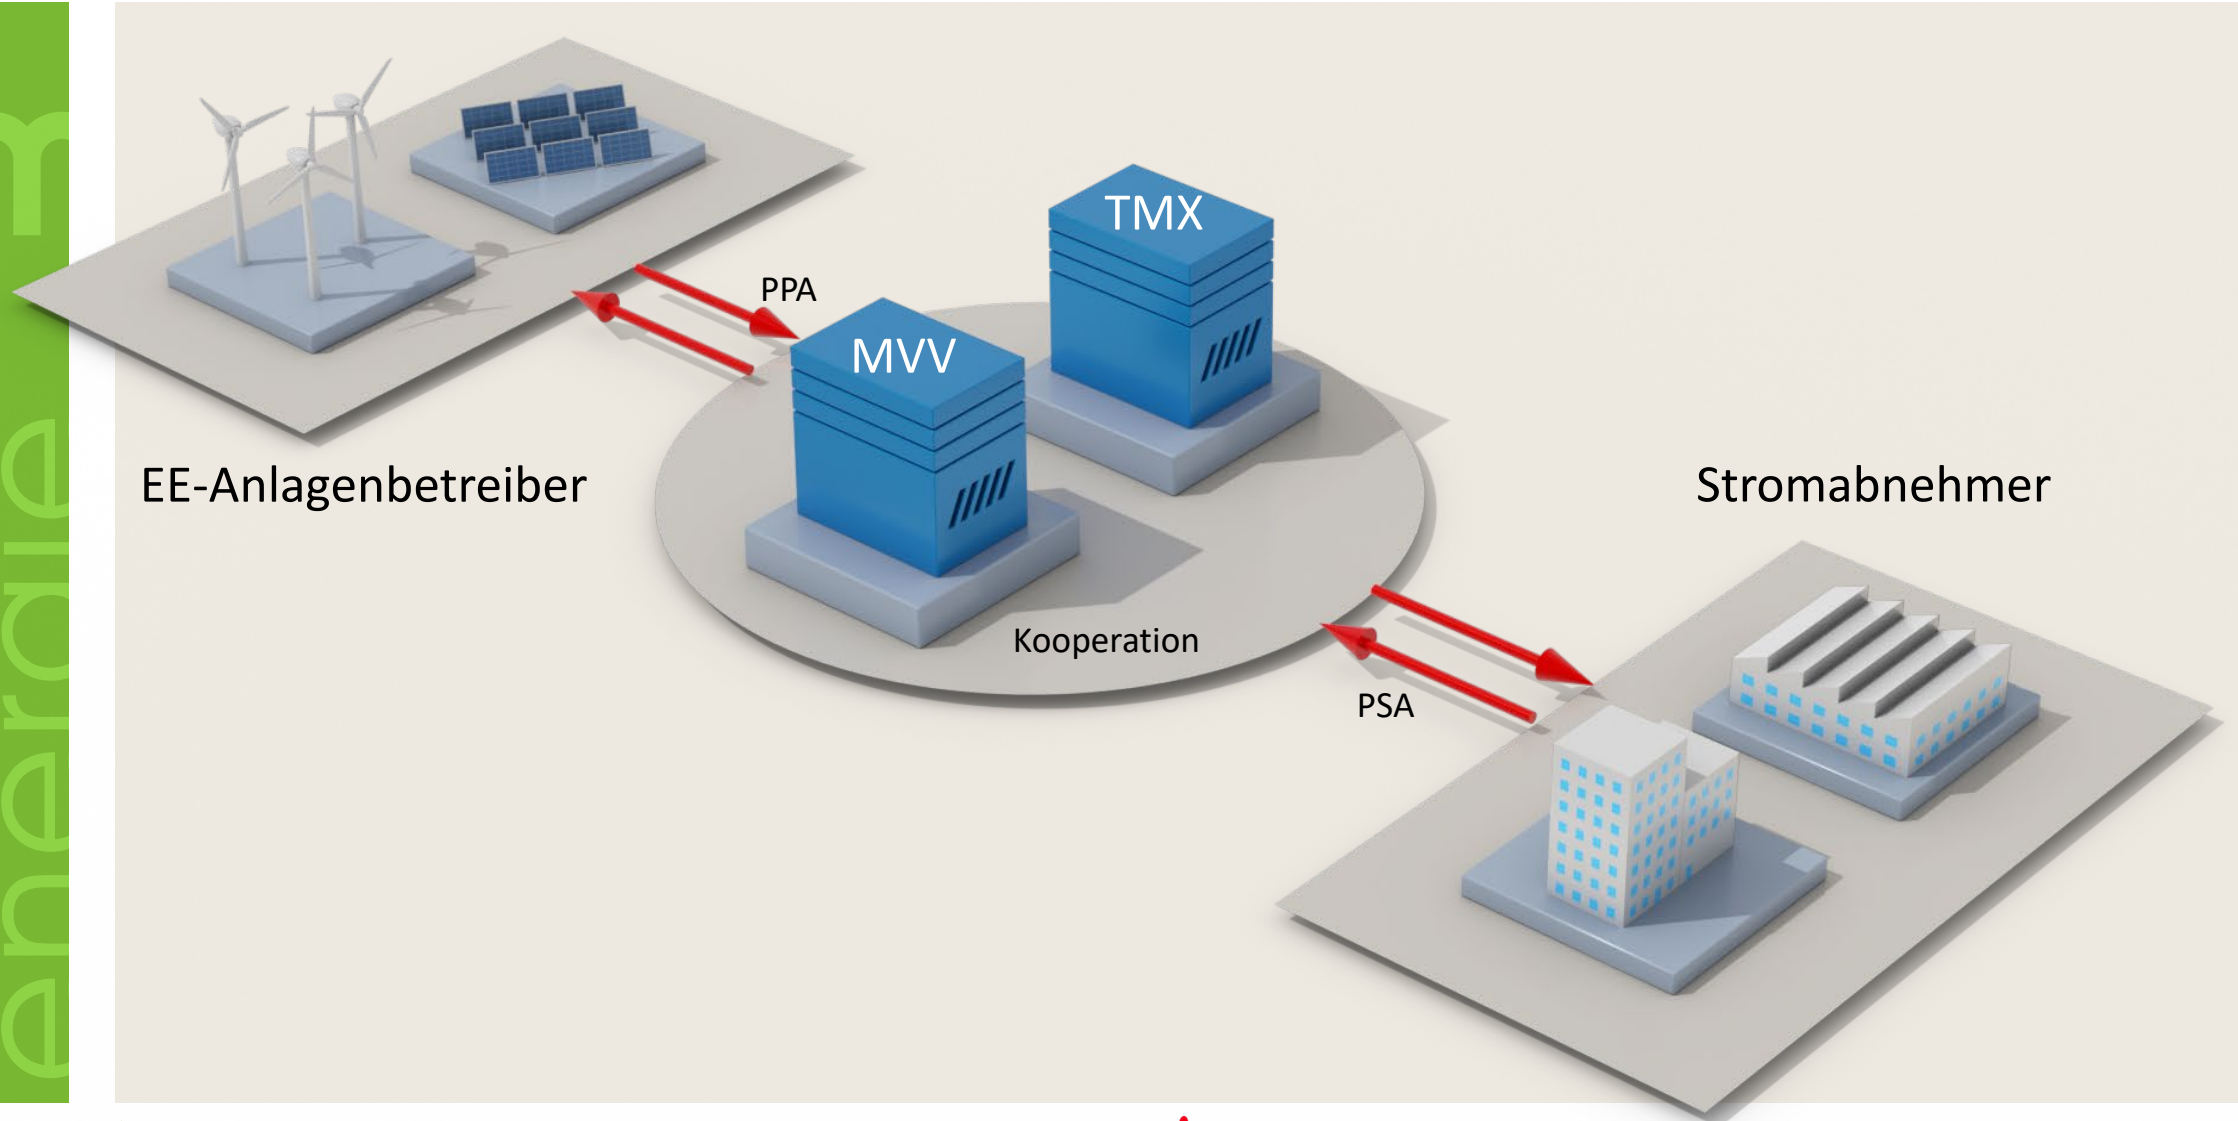 TMX
PPA
MVV
EE-Anlagenbetreiber
Stromabnehmer
Kooperation
PSA
energie m